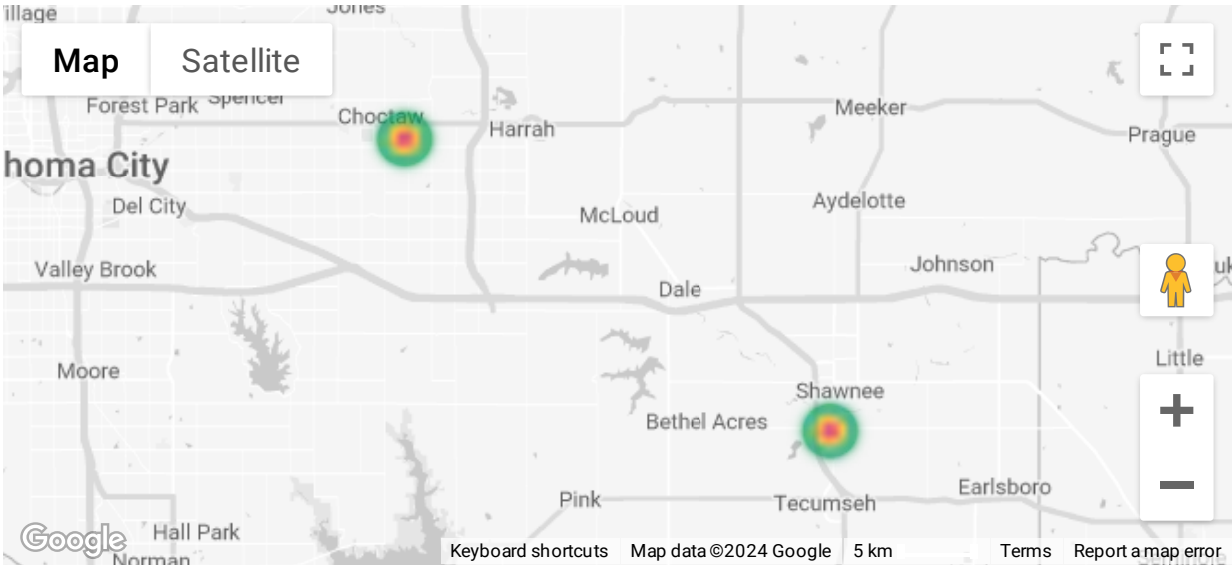 illage
Jones
Map
Satellite
Forest Park
Spencer
Choctaw
Harrah
Meeker
Prague
homa City
Del City
McLoud
Aydelotte
Valley Brook
Johnson
uk
Dale
Moore
Little
Shawnee
Bethel Acres
Pink
Tecumseh
Earlsboro
Google
Hall Park
Norman
Keyboard shortcuts
Map data ©2024 Google
5 km
Terms
Report a map error
Seminole